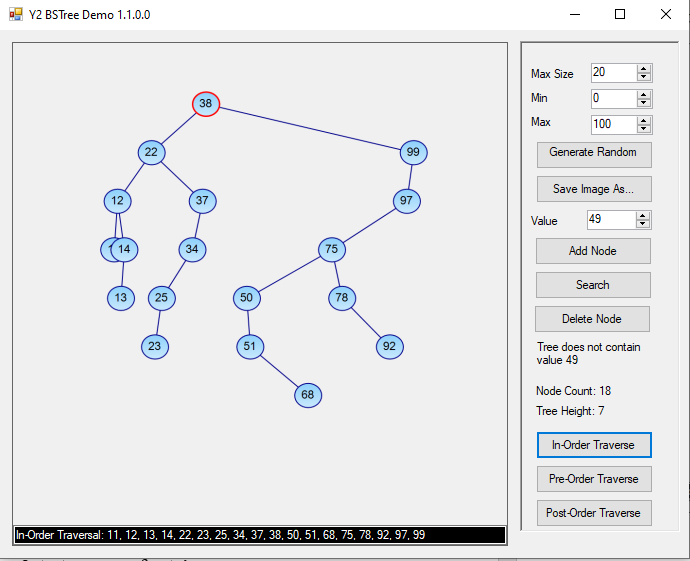 Y2 BSTree Demo 1.1.0.0
38
22
99
12
37
97
14
34
75
13
25
50
78
23
51
92
68
Max Size 20
Min 0
Max 100
Generate Random
Save Image As...
Value 49
Add Node
Search
Delete Node
Tree does not contain
value 49
Node Count: 18
Tree Height: 7
In-Order Traverse
Pre-Order Traverse
Post-Order Traverse
In-Order Traversal: 11, 12, 13, 14, 22, 23, 25, 34, 37, 38, 50, 51, 68, 75, 78, 92, 97, 99